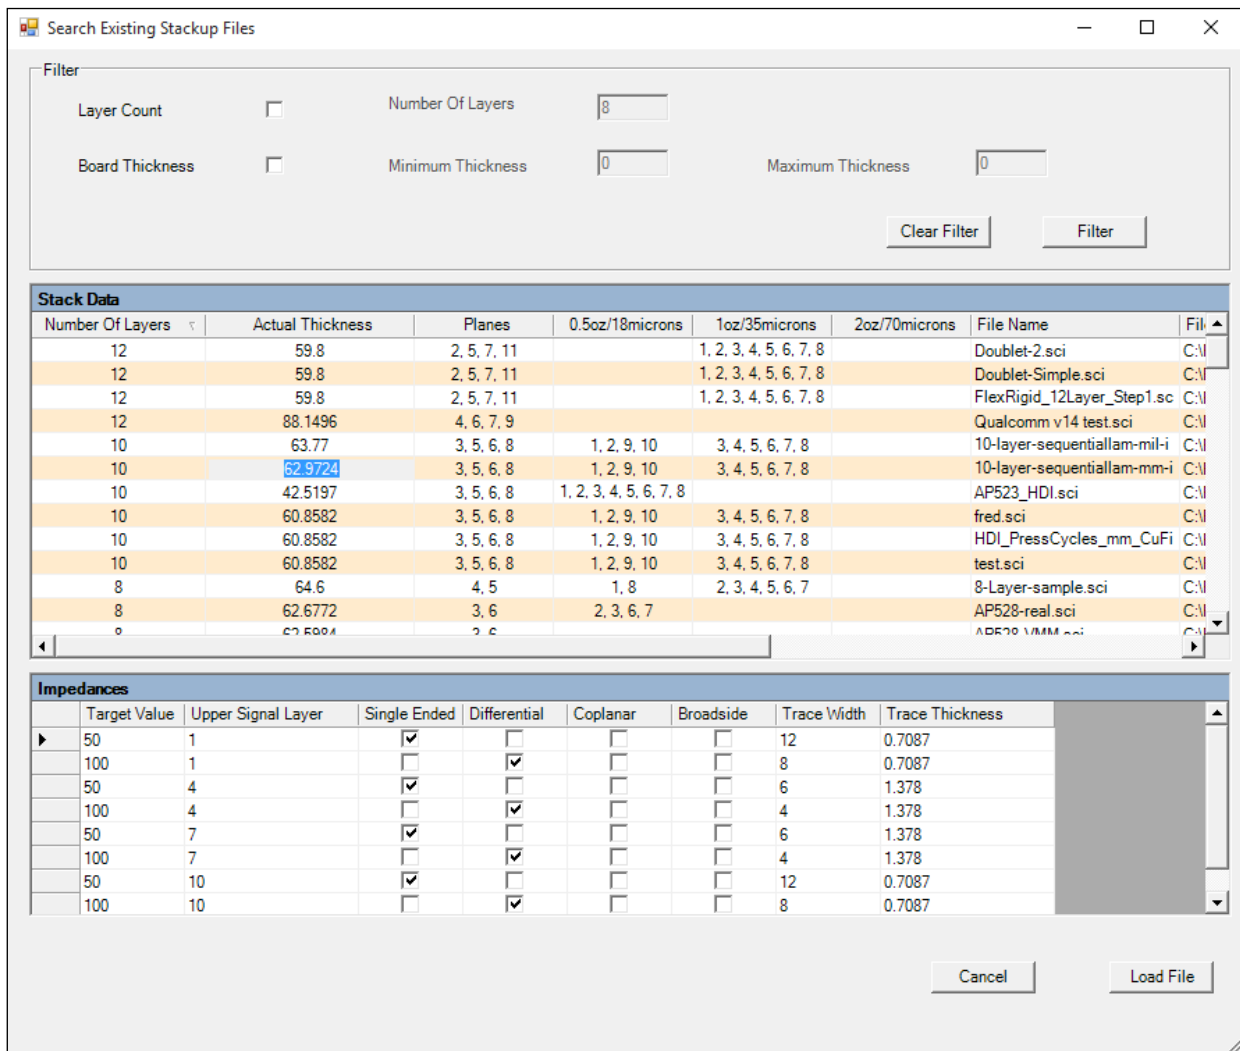 Search Existing Stackup Files
Filter
Layer Count Number Of Layers 8
Board Thickness Minimum Thickness 0 Maximum Thickness 0
Clear Filter Filter
Stack Data
Number Of Layers Actual Thickness Planes 0.5oz/18microns 1oz/35microns 2oz/70microns File Name Fil
12 59.8 2, 5, 7, 11 1, 2, 3, 4, 5, 6, 7, 8 Doublet-2.sci C:\
12 59.8 2, 5, 7, 11 1, 2, 3, 4, 5, 6, 7, 8 Doublet-Simple.sci C:\
12 59.8 2, 5, 7, 11 1, 2, 3, 4, 5, 6, 7, 8 FlexRigid_12Layer_Step1.sc C:\
12 88.1496 4, 6, 7, 9 Qualcomm v14 test.sci C:\
10 63.77 3, 5, 6, 8 1, 2, 9, 10 3, 4, 5, 6, 7, 8 10-layer-sequentiallam-mil-i C:\
10 62.9724 3, 5, 6, 8 1, 2, 9, 10 3, 4, 5, 6, 7, 8 10-layer-sequentiallam-mm-i C:\
10 42.5197 3, 5, 6, 8 1, 2, 3, 4, 5, 6, 7, 8 AP523_HDI.sci C:\
10 60.8582 3, 5, 6, 8 1, 2, 9, 10 3, 4, 5, 6, 7, 8 fred.sci C:\
10 60.8582 3, 5, 6, 8 1, 2, 9, 10 3, 4, 5, 6, 7, 8 HDI_PressCycles_mm_CuFi C:\
10 60.8582 3, 5, 6, 8 1, 2, 9, 10 3, 4, 5, 6, 7, 8 test.sci C:\
8 64.6 4, 5 1, 8 2, 3, 4, 5, 6, 7 8-Layer-sample.sci C:\
8 62.6772 3, 6 2, 3, 6, 7 AP528-real.sci C:\
8 62.5984 3, 6 AP528-VMM.sci C:\
Impedances
Target Value Upper Signal Layer Single Ended Differential Coplanar Broadside Trace Width Trace Thickness
50 1 12 0.7087
100 1 8 0.7087
50 4 6 1.378
100 4 4 1.378
50 7 6 1.378
100 7 4 1.378
50 10 12 0.7087
100 10 8 0.7087
Cancel Load File